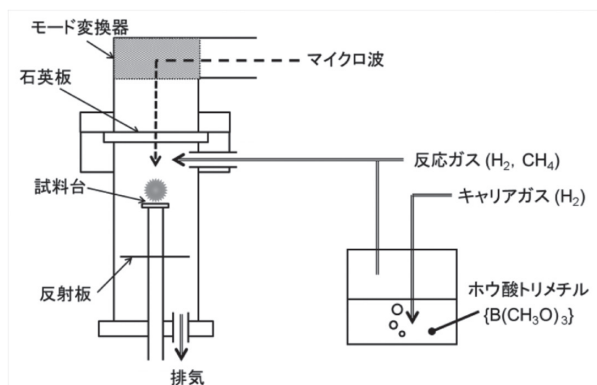 モード変換器
マイクロ波
石英板
反応ガス (H₂, CH₄)
試料台
キャリアガス (H₂)
反射板
ホウ酸トリメチル
{B(CH₃O)₃}
排気